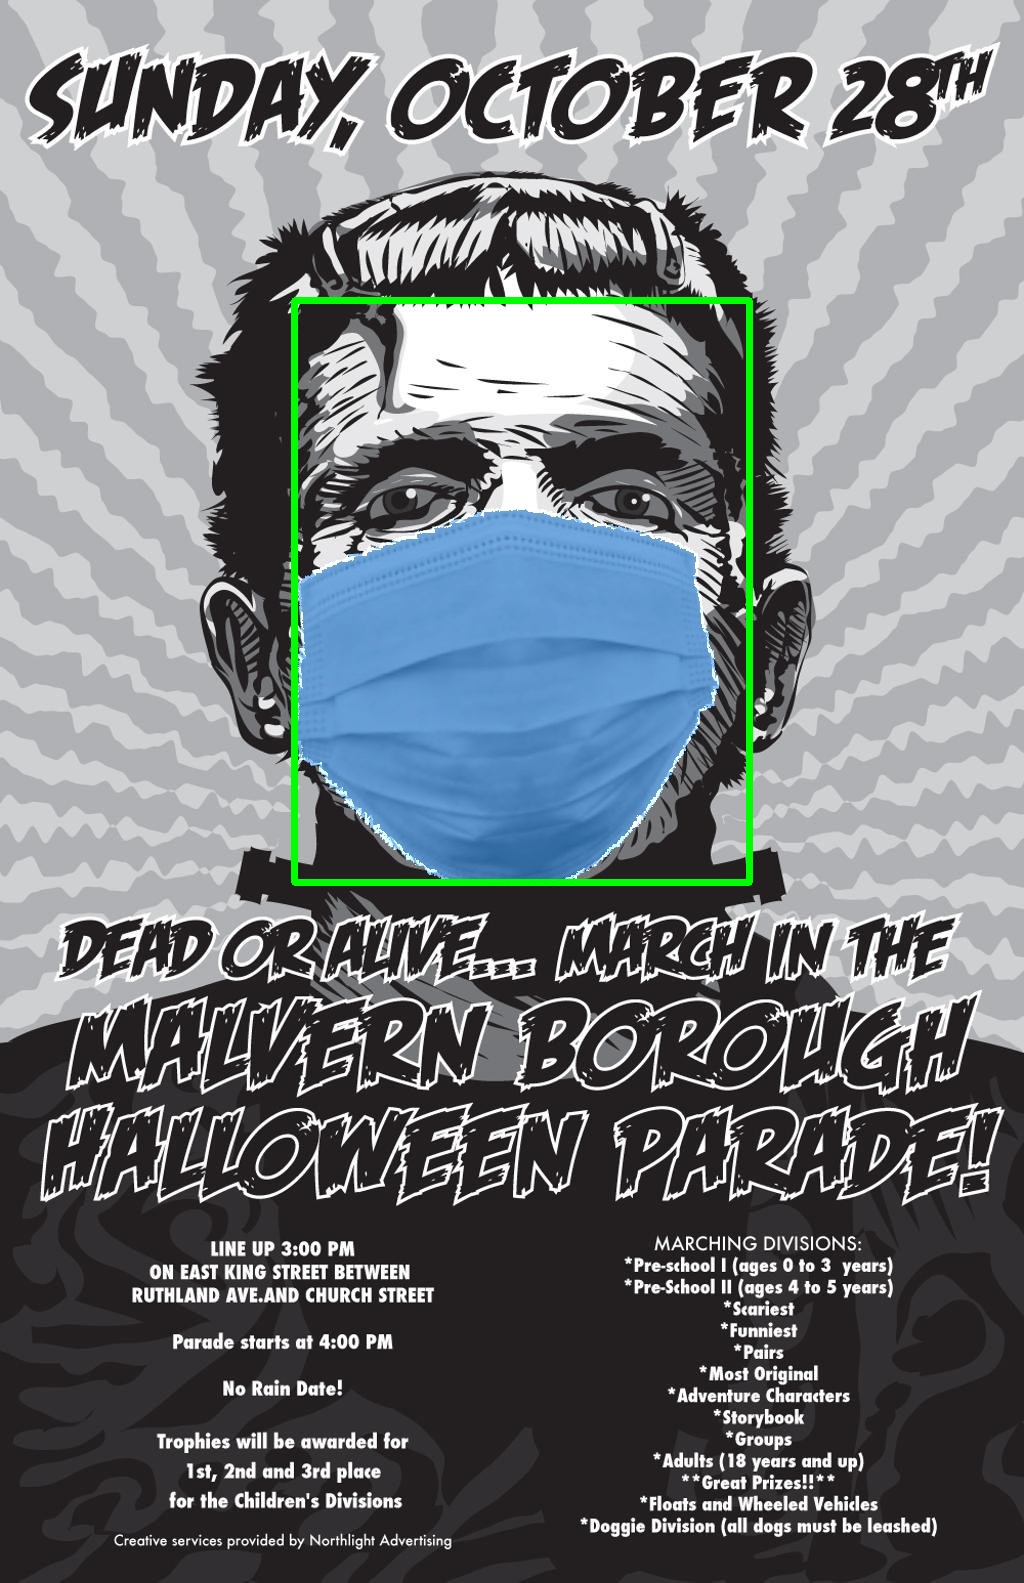 SUNDAY, OCTOBER 28TH
DEAD OR ALIVE... MARCH IN THE
MALVERN BOROUGH
HALLOWEEN PARADE!
LINE UP 3:00 PM
ON EAST KING STREET BETWEEN
RUTHLAND AVE.AND CHURCH STREET
Parade starts at 4:00 PM
No Rain Date!
Trophies will be awarded for
1st, 2nd and 3rd place
for the Children's Divisions
Creative services provided by Northlight Advertising
MARCHING DIVISIONS:
*Pre-school I (ages 0 to 3 years)
*Pre-School II (ages 4 to 5 years)
*Scariest
*Funniest
*Pairs
*Most Original
*Adventure Characters
*Storybook
*Groups
*Adults (18 years and up)
**Great Prizes!!**
*Floats and Wheeled Vehicles
*Doggie Division (all dogs must be leashed)